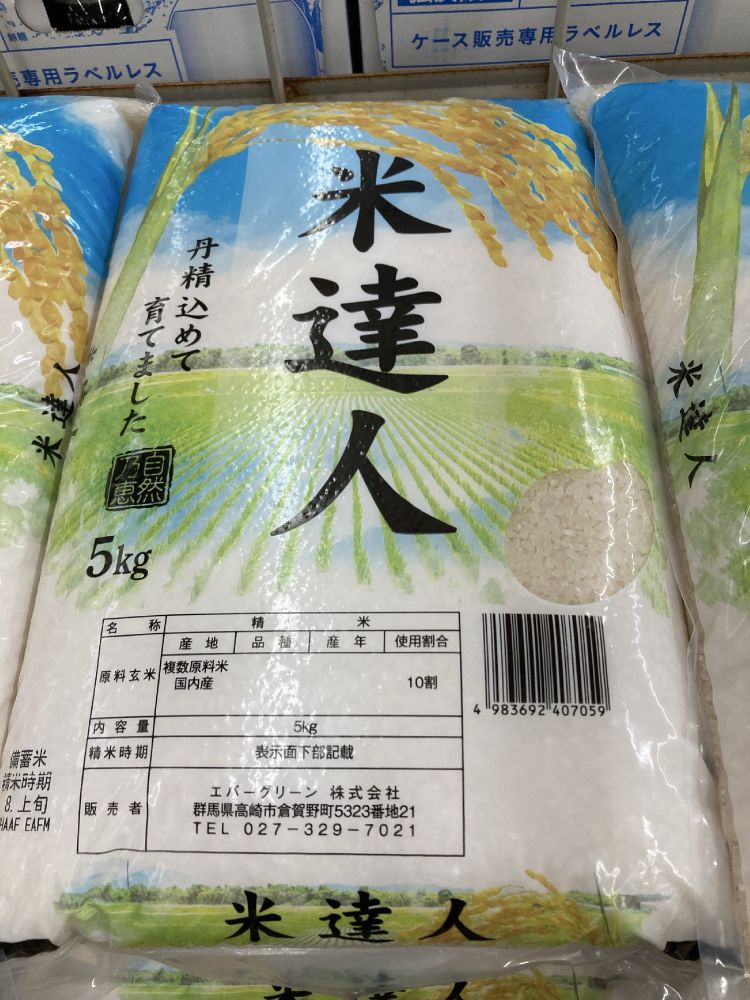 売専用ラベルレス
ケース販売専用ラベルレス
米達人
丹精込めて
育てました
自然
乃恵
5kg
名称 精米
原料玄米 産地 品種 産年 使用割合
複数原料米
国内産 10割
内容量 5kg
精米時期 表示面下部記載
販売者 エバーグリーン 株式会社
群馬県高崎市倉賀野町5323番地21
TEL 027-329-7021
4 983692 407059
米達人
米達人
米達人
備蓄米
精米時期
8.上旬
HAAF EAFM
米達人